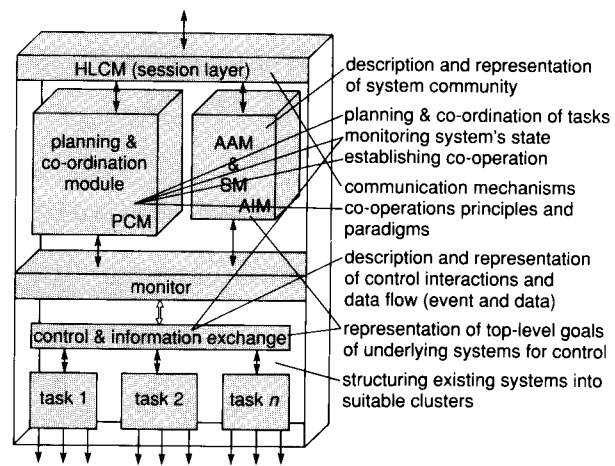 HLCM (session layer)
planning &
co-ordination
module
PCM
AAM
&
SM
AIM
monitor
control & information exchange
task 1
task 2
task n
description and representation
of system community
planning & co-ordination of tasks
monitoring system's state
establishing co-operation
communication mechanisms
co-operations principles and
paradigms
description and representation
of control interactions and
data flow (event and data)
representation of top-level goals
of underlying systems for control
structuring existing systems into
suitable clusters